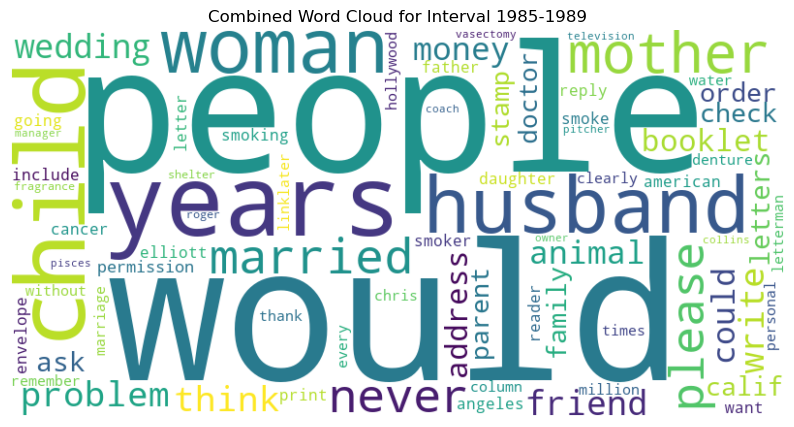 Combined Word Cloud for Interval 1985-1989
wedding
woman
money
vasectomy
television
mother
hollywood
father
stamp
doctor
reply
water
order
check
people
child
going
manager
letter
smoking
coach
smoke
pitcher
booklet
denture
include
fragrance
shelter
years
roger
linklater
daughter
clearly
american
husband
letters
cancer
pisces
elliott
permission
married
smoker
owner
animal
collins
letterman
without
envelope
marriage
would
chris
thank
every
address
parent
reader
family
times
please
could
write
personal
ask
remember
problem
think
print
never
column
angeles
million
friend
calif
want